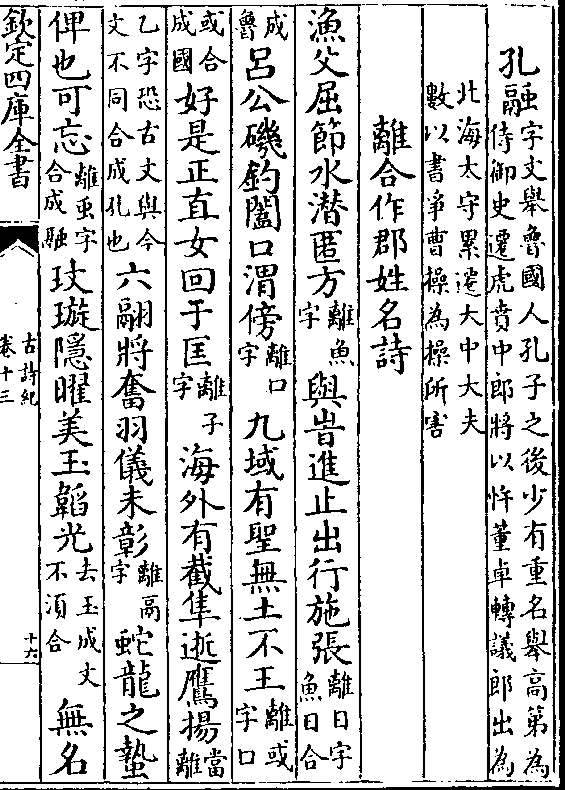 孔融字文舉魯國人孔子之後少有重名舉高第為侍御史遷虎賁中郎將以忤董卓轉議郎出為
北海太守累遷大中大夫數以書爭曹操為操所害
離合作郡姓名詩
漁父屈節水潜匿方離魚字與旹進止出行施張離日字魚日合
成魯呂公磯釣闔口渭傍離口字九域有聖無土不王離或字口
或合成國好是正直女回于匡離子字海外有截隼逝鷹揚當離
乙字恐古文與今文不同合成孔也六翮將奮羽儀未彰離鬲字蛇龍之蟄
俾也可忘離虫字合成融玟璇隱曜美玉韜光去玉成文不須合無名
欽定四庫全書
古詩紀
卷十三
十六